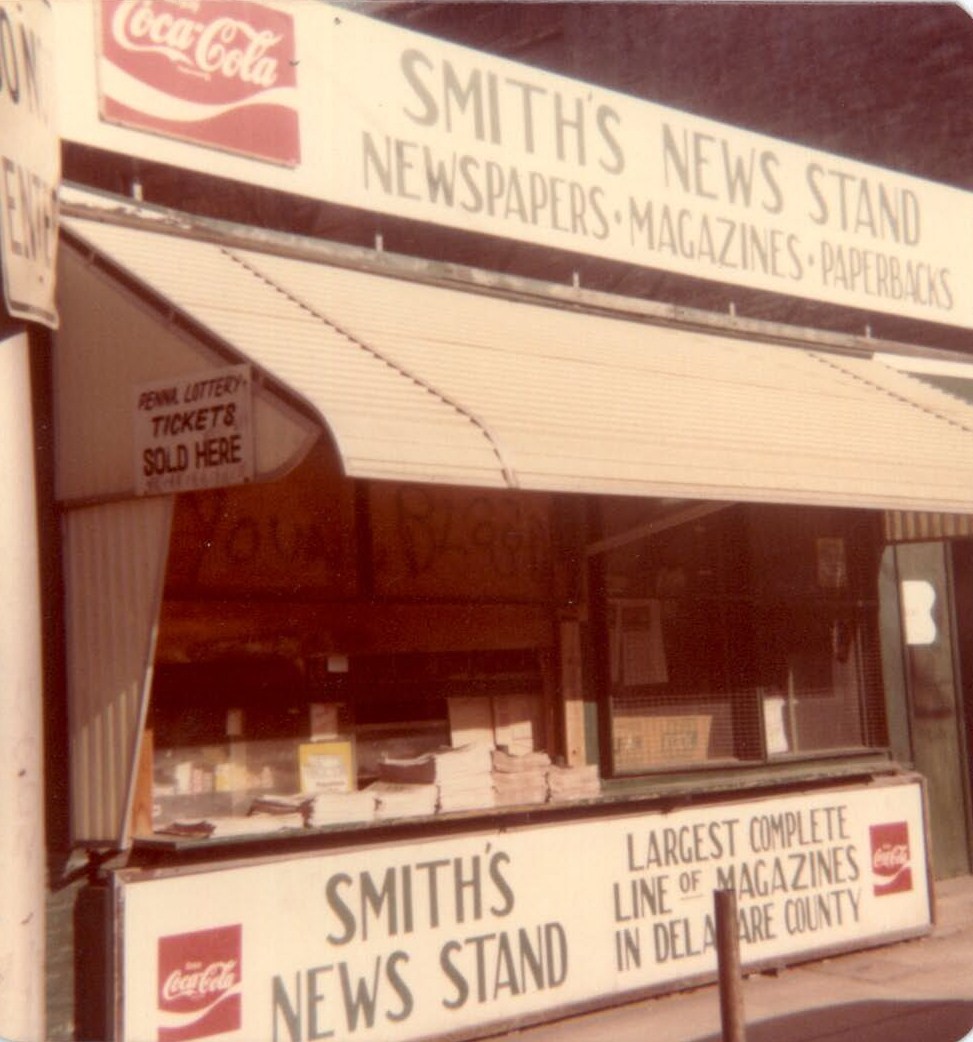 Coca-Cola
SMITH'S NEWS STAND
NEWSPAPERS · MAGAZINES · PAPERBACKS
PENNA. LOTTERY
TICKETS
SOLD HERE
SMITH'S
NEWS STAND
LARGEST COMPLETE
LINE OF MAGAZINES
IN DELAWARE COUNTY
Coca-Cola
Coca-Cola
B